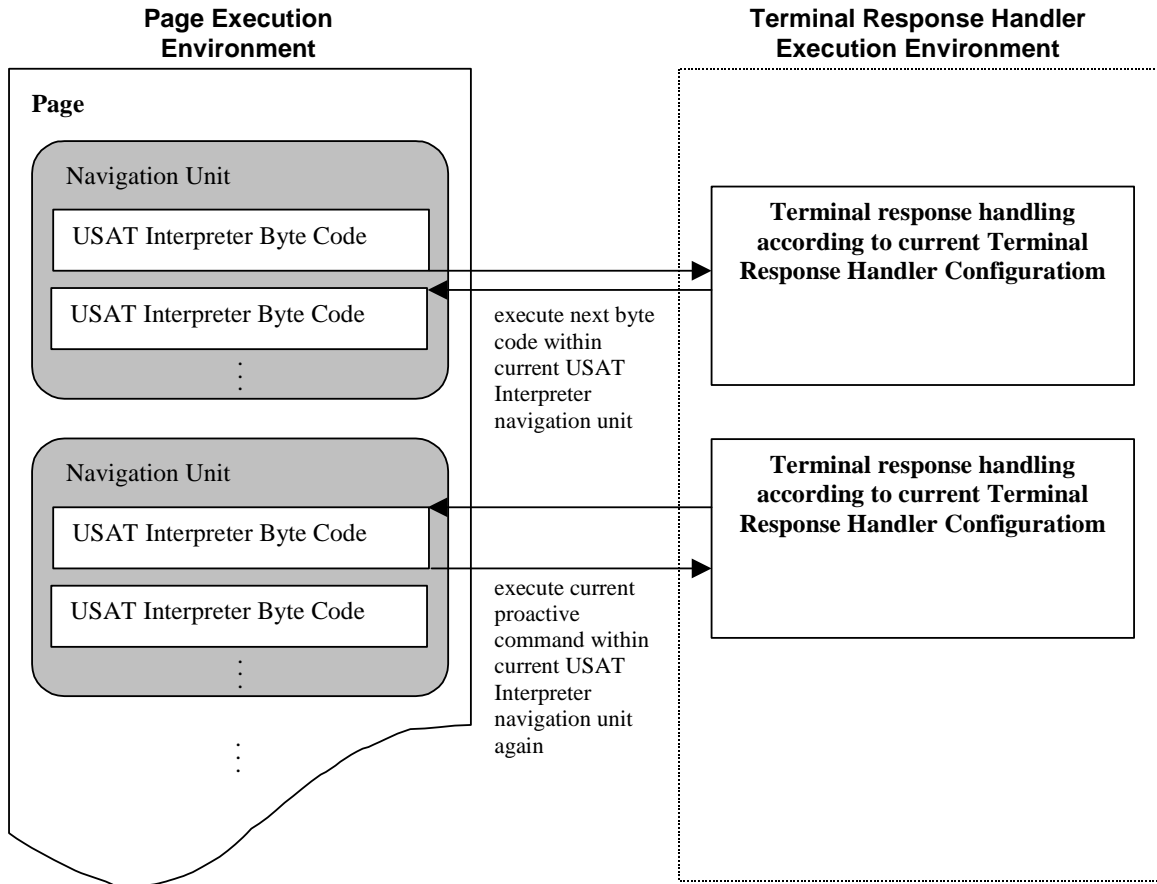 Page Execution
Environment
Terminal Response Handler
Execution Environment
Page
Navigation Unit
USAT Interpreter Byte Code
USAT Interpreter Byte Code
Terminal response handling
according to current Terminal
Response Handler Configuratiom
execute next byte
code within
current USAT
Interpreter
navigation unit
Navigation Unit
USAT Interpreter Byte Code
USAT Interpreter Byte Code
Terminal response handling
according to current Terminal
Response Handler Configuratiom
execute current
proactive
command within
current USAT
Interpreter
navigation unit
again